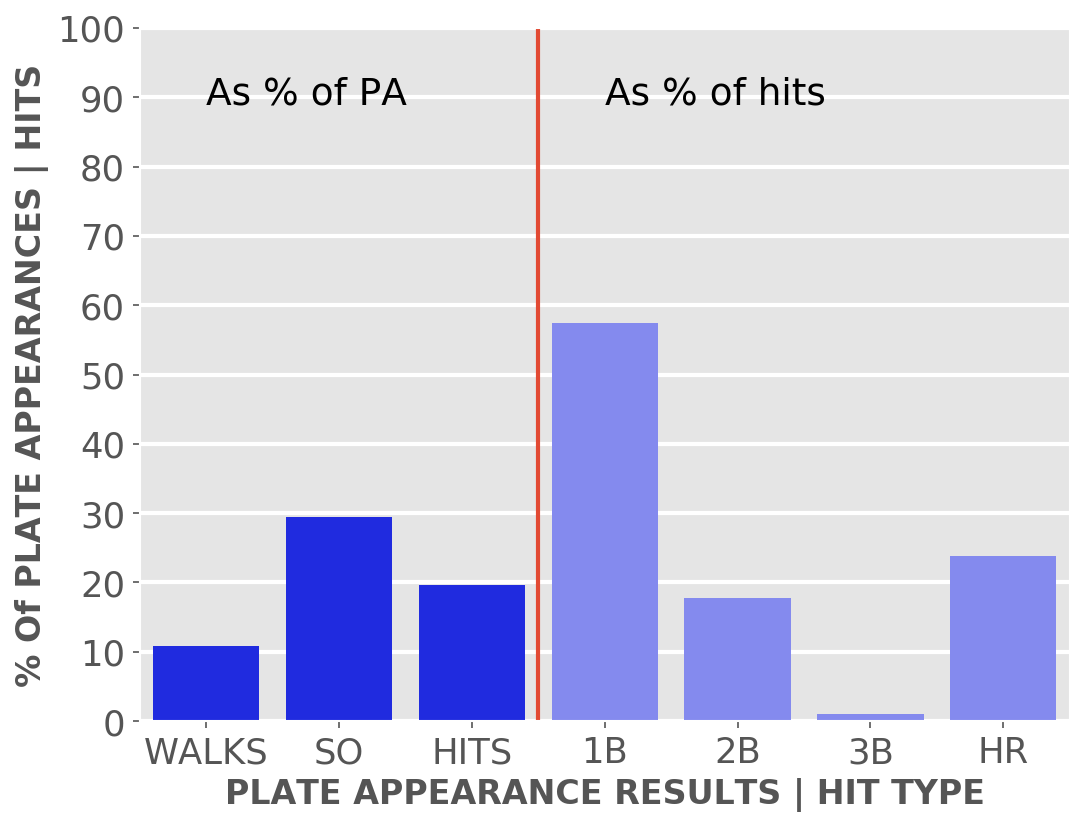 % Of PLATE APPEARANCES | HITS
100
90
80
70
60
50
40
30
20
10
0
As % of PA
As % of hits
WALKS SO HITS 1B 2B 3B HR
PLATE APPEARANCE RESULTS | HIT TYPE